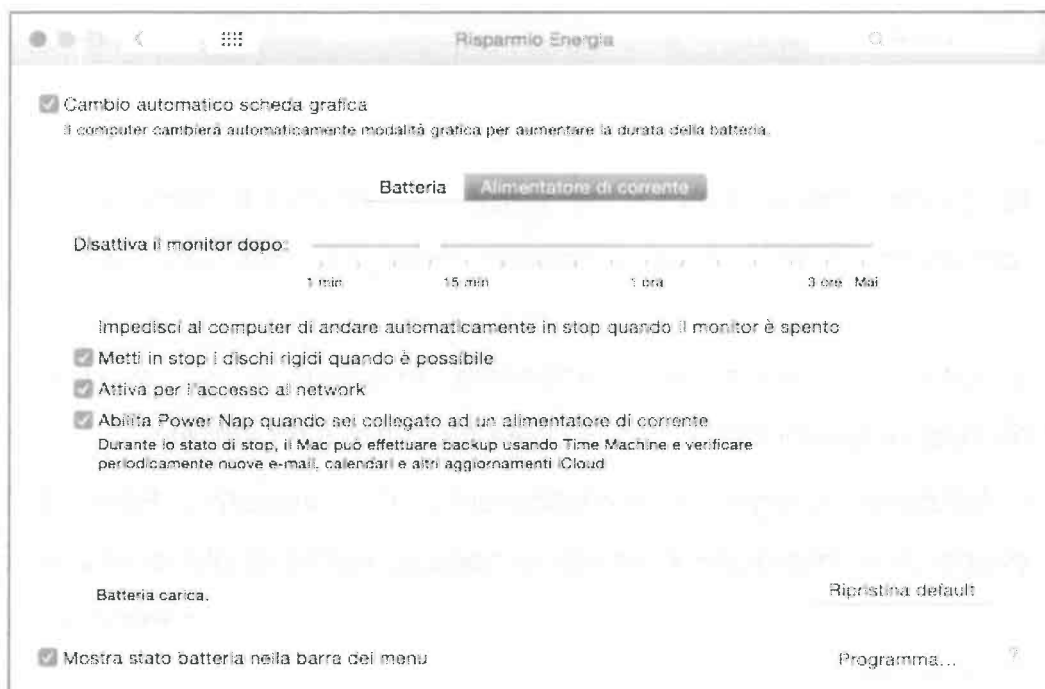 Risparmio Energia
Cambio automatico scheda grafica
Il computer cambierà automaticamente modalità grafica per aumentare la durata della batteria.
Batteria Alimentatore di corrente
Disattiva il monitor dopo:
1 min 15 min 1 ora 3 ore Mai
Impedisci al computer di andare automaticamente in stop quando il monitor è spento
Metti in stop i dischi rigidi quando è possibile
Attiva per l'accesso al network
Abilita Power Nap quando sei collegato ad un alimentatore di corrente
Durante lo stato di stop, il Mac può effettuare backup usando Time Machine e verificare
periodicamente nuove e-mail, calendari e altri aggiornamenti iCloud
Batteria carica.
Ripristina default
Mostra stato batteria nella barra dei menu
Programma... ?